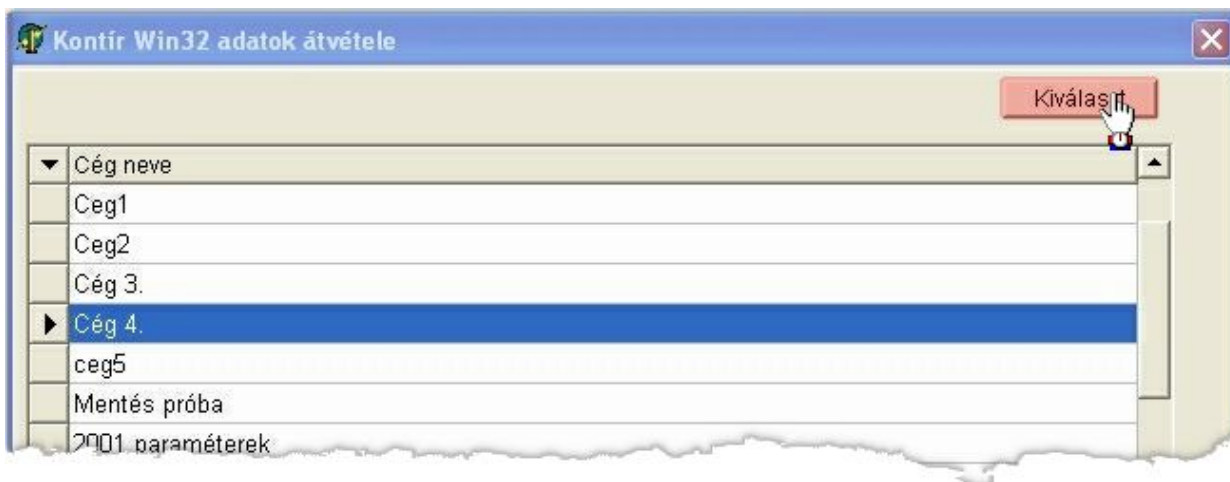 Kontír Win32 adatok átvétele
Kiválaszt
Cég neve
Ceg1
Ceg2
Cég 3.
Cég 4.
ceg5
Mentés próba
2001 paraméterek